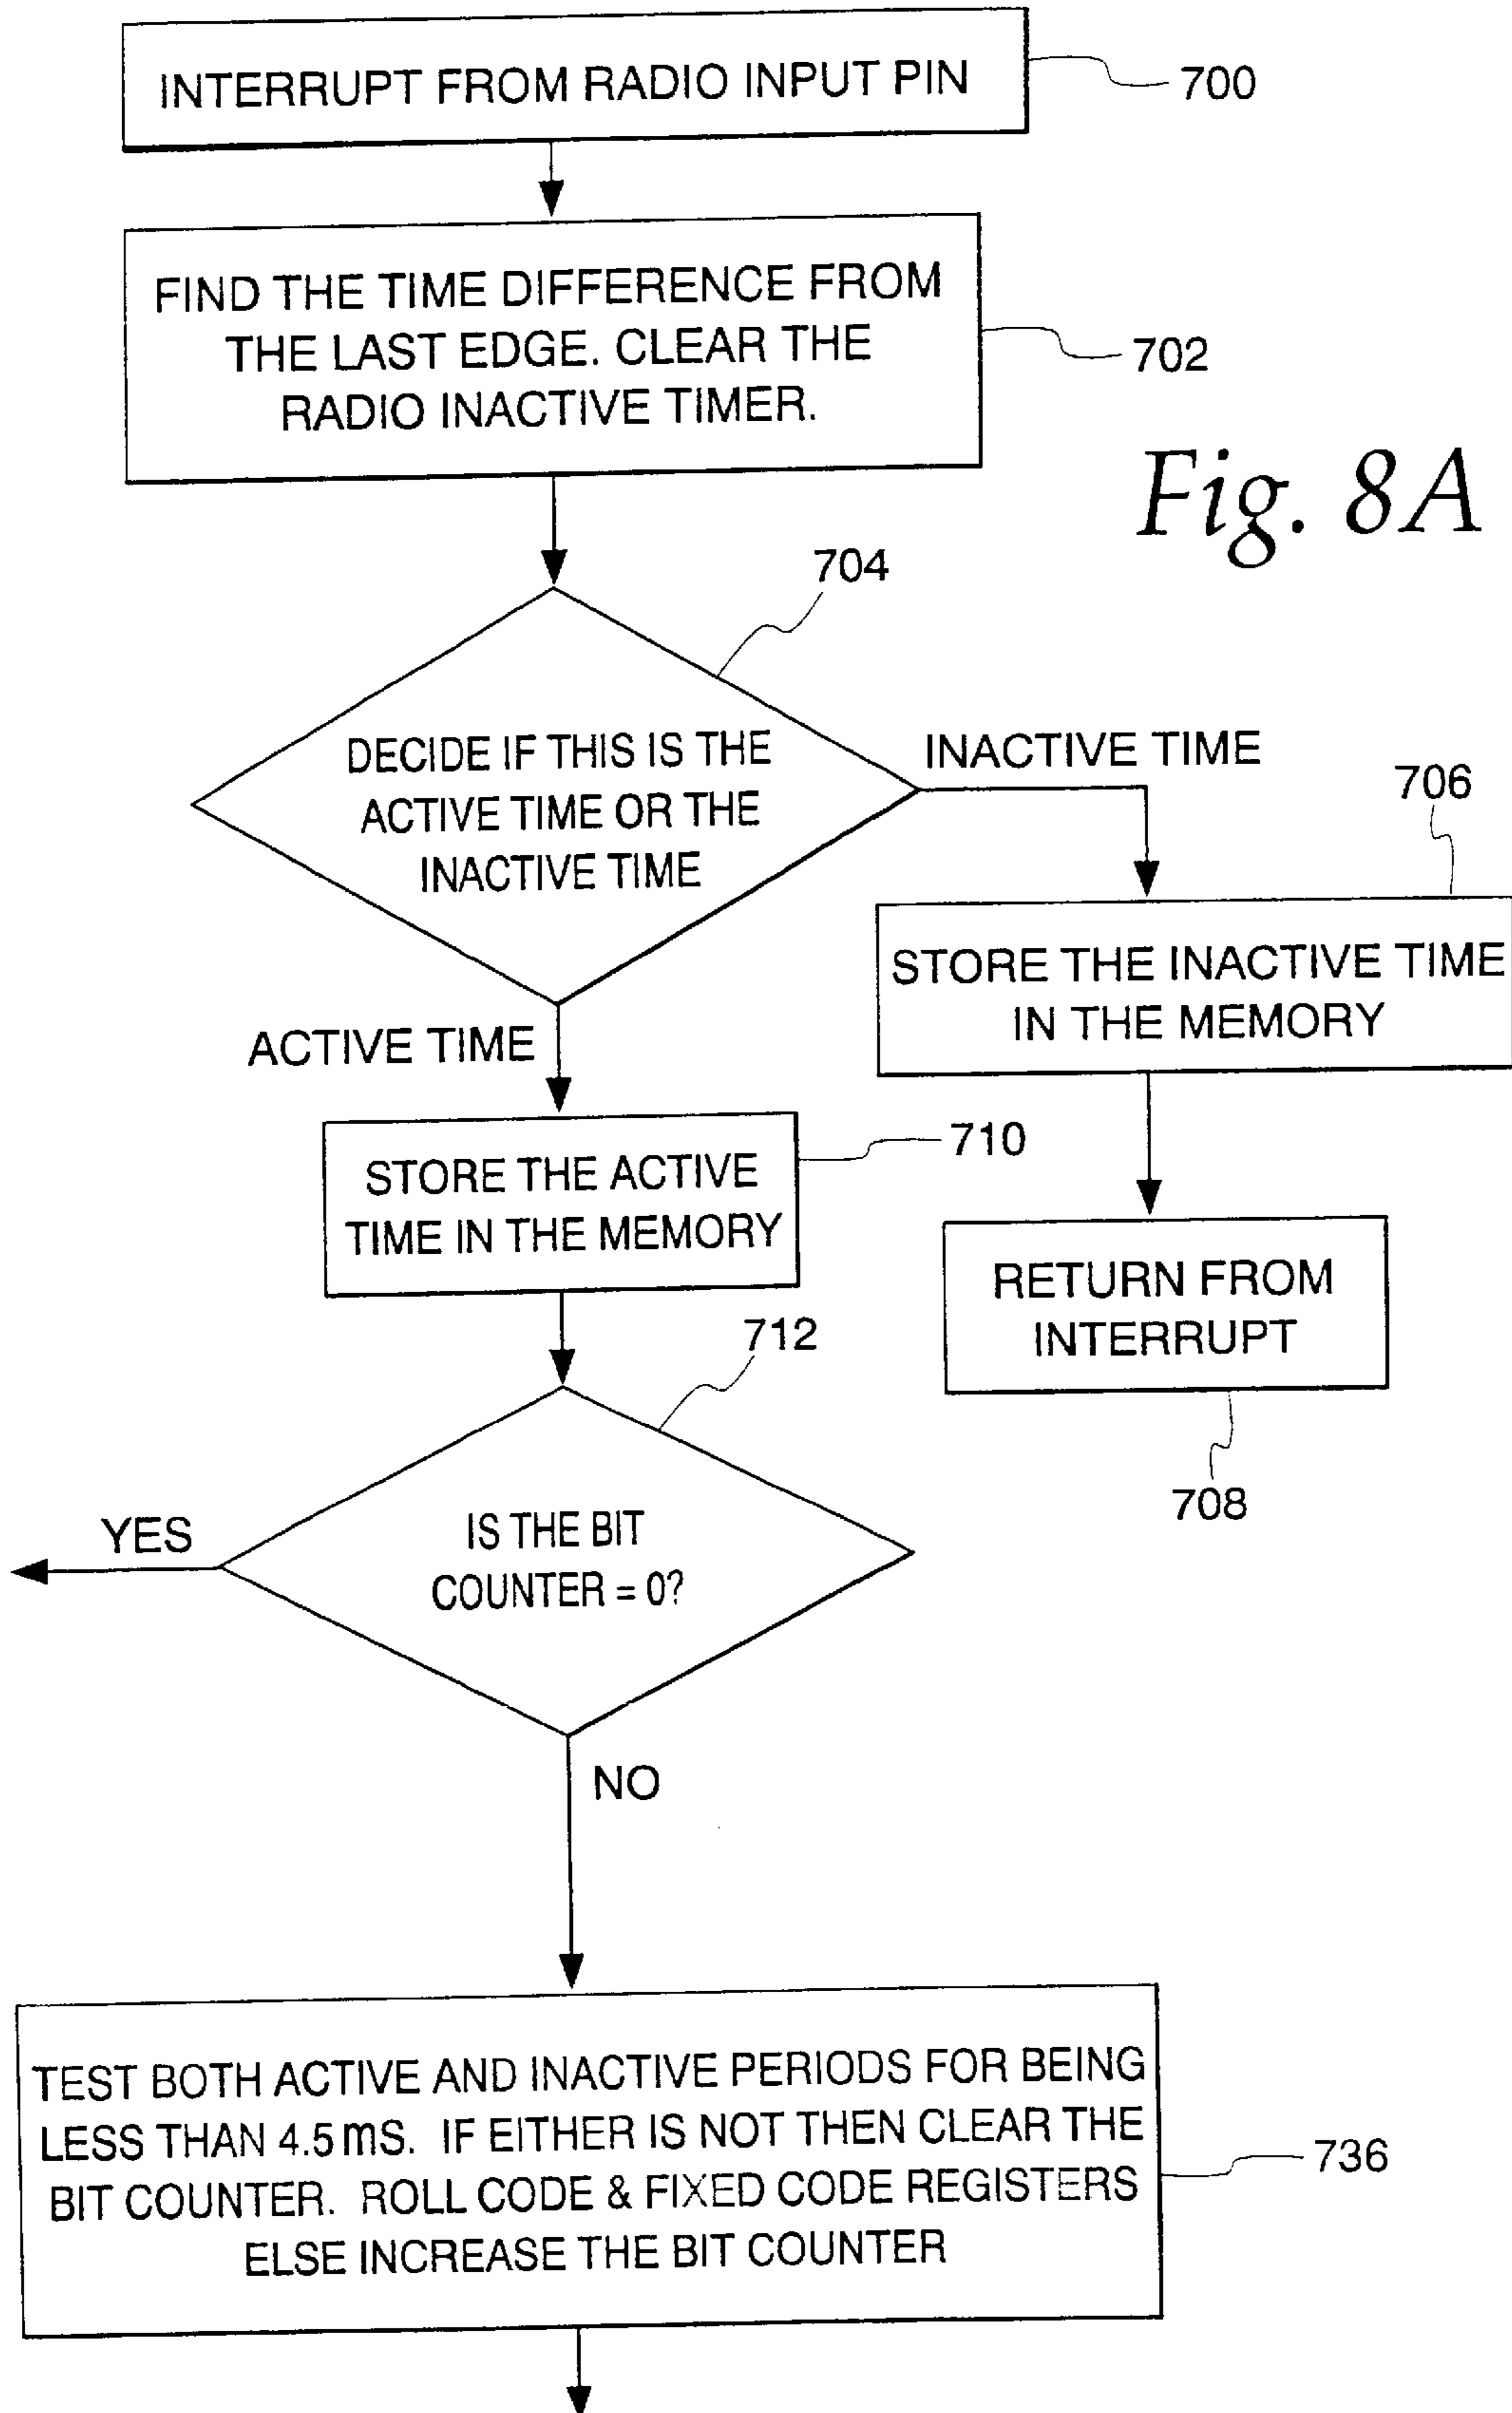 INTERRUPT FROM RADIO INPUT PIN
700
FIND THE TIME DIFFERENCE FROM
THE LAST EDGE. CLEAR THE
RADIO INACTIVE TIMER.
702
Fig. 8A
704
DECIDE IF THIS IS THE
ACTIVE TIME OR THE
INACTIVE TIME
INACTIVE TIME
706
STORE THE INACTIVE TIME
IN THE MEMORY
ACTIVE TIME
710
STORE THE ACTIVE
TIME IN THE MEMORY
RETURN FROM
INTERRUPT
708
712
IS THE BIT
COUNTER = 0?
YES
NO
TEST BOTH ACTIVE AND INACTIVE PERIODS FOR BEING
LESS THAN 4.5mS. IF EITHER IS NOT THEN CLEAR THE
BIT COUNTER. ROLL CODE & FIXED CODE REGISTERS
ELSE INCREASE THE BIT COUNTER
736